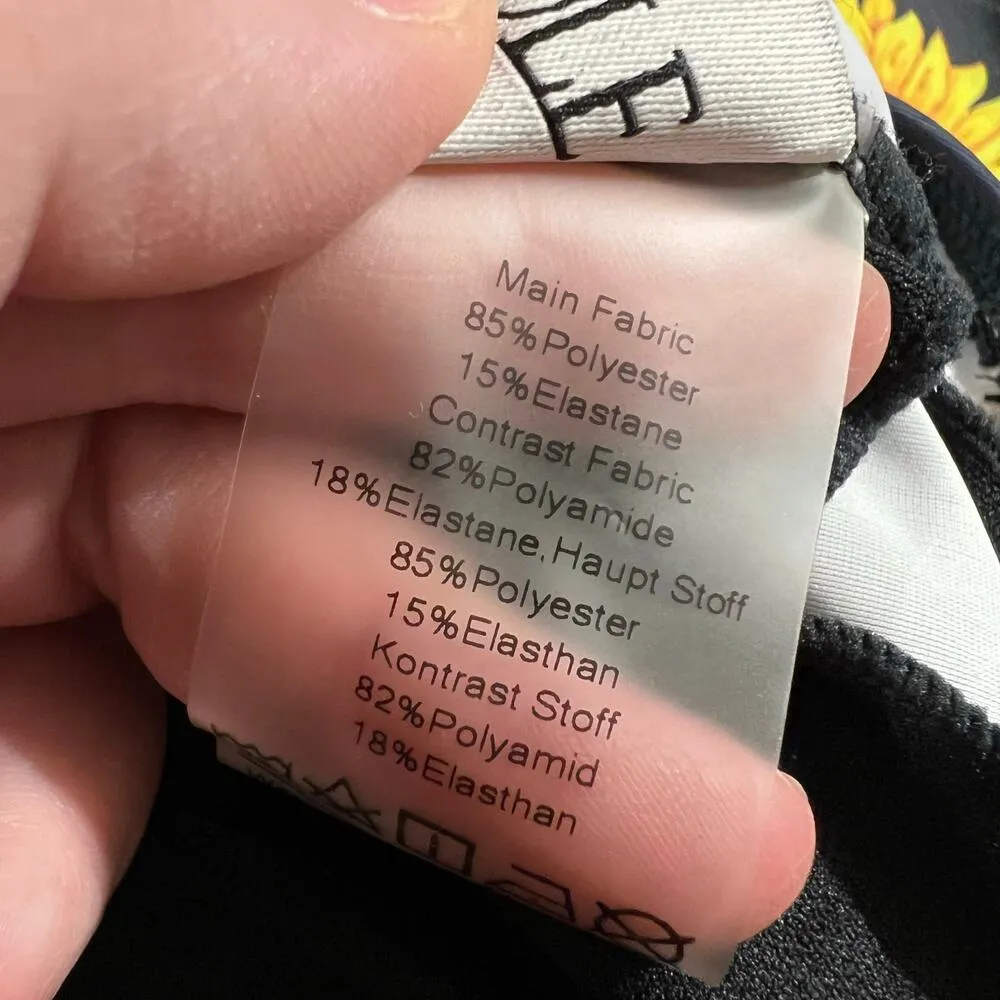 Main Fabric
85%Polyester
15%Elastane
Contrast Fabric
82%Polyamide
18%Elastane,Haupt Stoff
85%Polyester
15%Elasthan
Kontrast Stoff
82%Polyamid
18%Elasthan